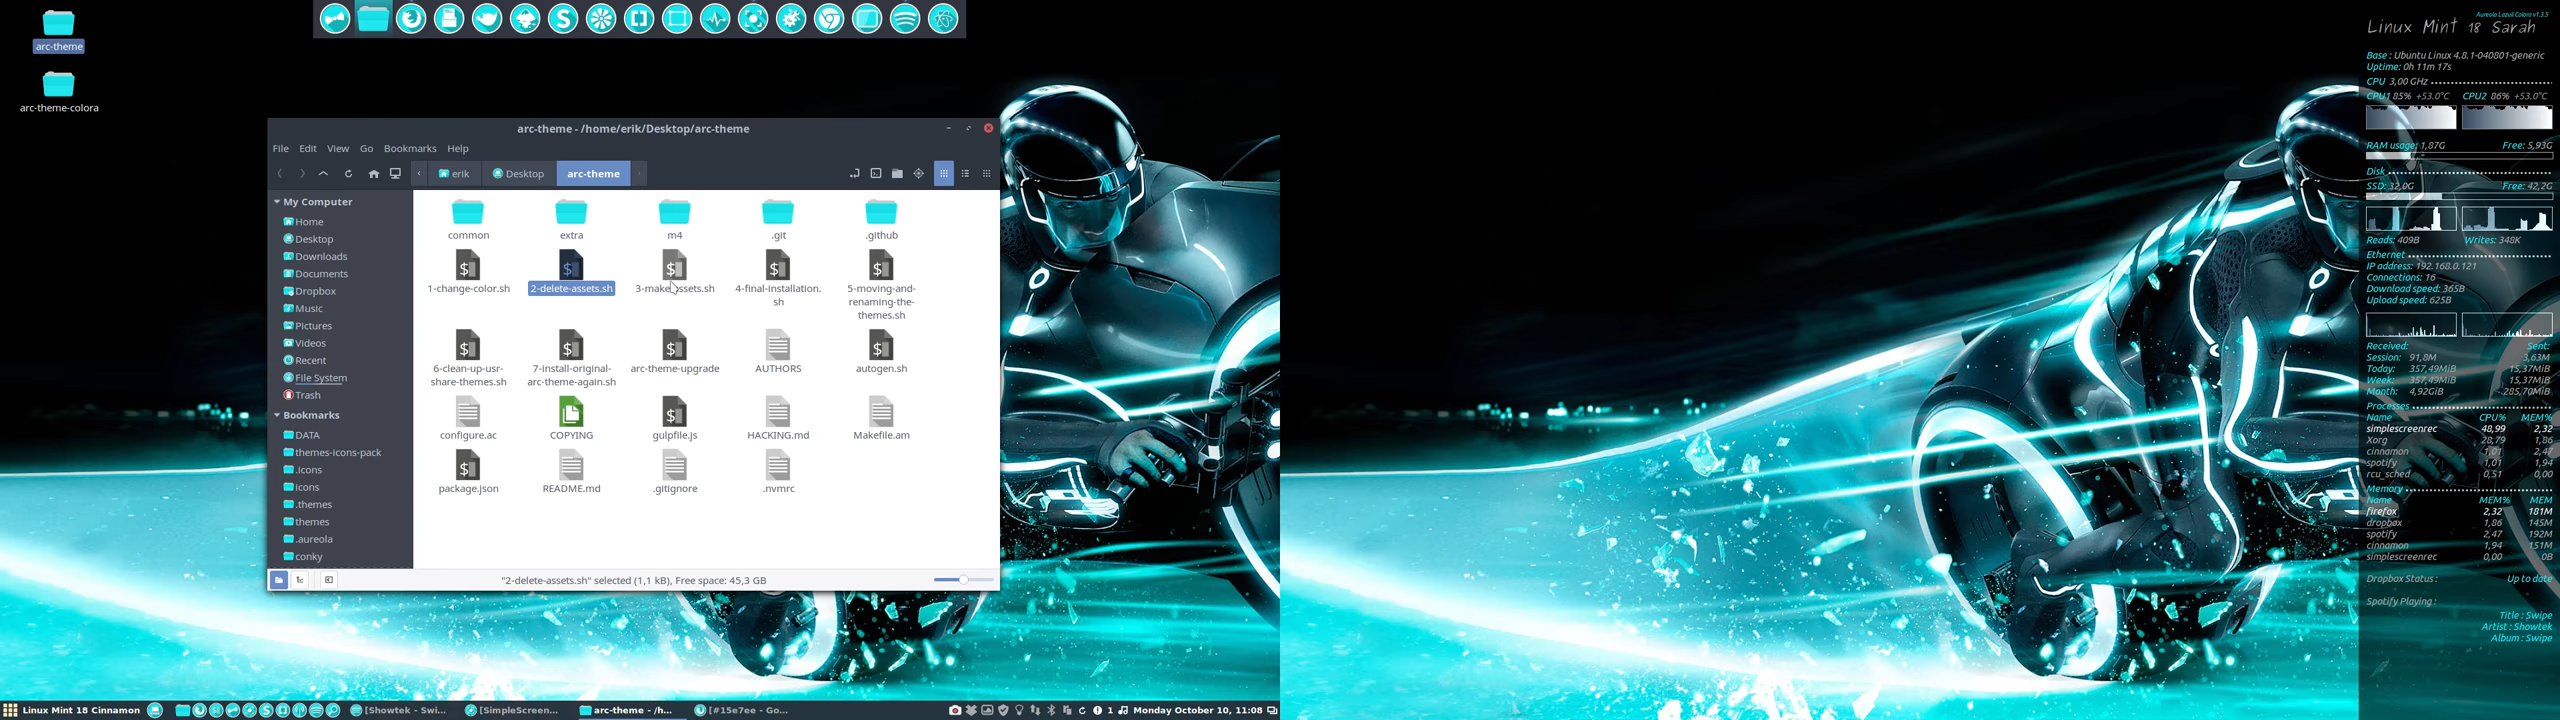 arc-theme
arc-theme-colora
arc-theme - /home/erik/Desktop/arc-theme
File Edit View Go Bookmarks Help
erik Desktop arc-theme
My Computer
Home
Desktop
Downloads
Documents
Dropbox
Music
Pictures
Videos
Recent
File System
Trash
Bookmarks
DATA
themes-icons-pack
.icons
icons
.themes
themes
.aureola
conky
common extra m4 .git .github
1-change-color.sh 2-delete-assets.sh 3-make-assets.sh 4-final-installation.sh 5-moving-and-renaming-the-themes.sh
6-clean-up-usr-share-themes.sh 7-install-original-arc-theme-again.sh arc-theme-upgrade AUTHORS autogen.sh
configure.ac COPYING gulpfile.js HACKING.md Makefile.am
package.json README.md .gitignore .nvmrc
"2-delete-assets.sh" selected (1,1 kB), Free space: 45,3 GB
Linux Mint 18 Cinnamon [Showtek - Swi... [SimpleScreen... arc-theme - /h... [#15e7ee - Go... 1 Monday October 10, 11:08
Aureola Lazuli Colora v1.3.5
Linux Mint 18 Sarah
Base : Ubuntu Linux 4.8.1-040801-generic
Uptime: 0h 11m 17s
CPU 3,00 GHz
CPU1 85% +53.0°C CPU2 86% +53.0°C
RAM usage: 1,87G Free: 5,93G
Disk
SSD: 32,0G Free: 42,2G
Reads: 409B Writes: 348K
Ethernet
IP address: 192.168.0.121
Connections: 16
Download speed: 365B
Upload speed: 625B
Received: Sent:
Session: 91,8M 3,63M
Today: 357,49MiB 15,37MiB
Week: 357,49MiB 15,37MiB
Month: 4,92GiB 285,70MiB
Processes
Name CPU% MEM%
simplescreenrec 48,99 2,32
Xorg 28,79 1,86
cinnamon 1,01 2,47
spotify 1,01 1,94
rcu_sched 0,51 0,00
Memory
Name MEM% MEM
firefox 2,32 181M
dropbox 1,86 145M
spotify 2,47 192M
cinnamon 1,94 151M
simplescreenrec 0,00 0B
Dropbox Status : Up to date
Spotify Playing :
Title : Swipe
Artist : Showtek
Album : Swipe